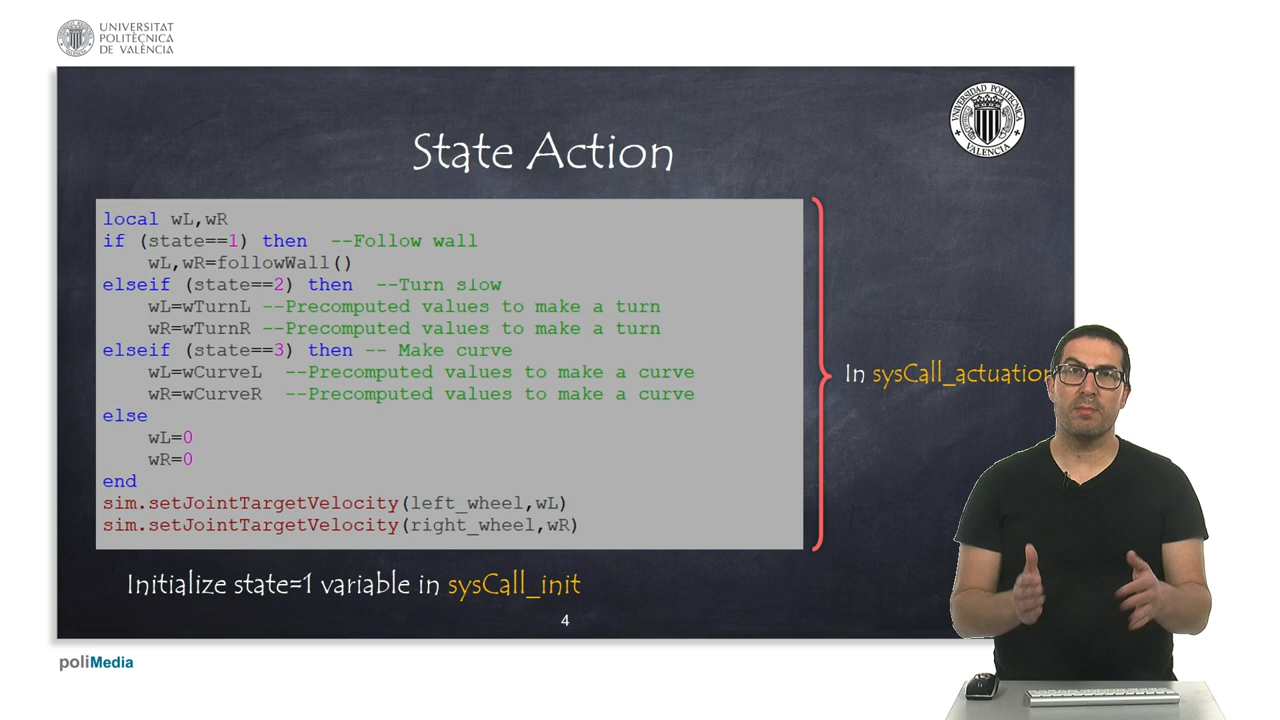 UNIVERSITAT
POLITÈCNICA
DE VALÈNCIA
UNIVERSIDAD POLITECNICA
VALENCIA
State Action
local wL,wR
if (state==1) then --Follow wall
wL,wR=followWall()
elseif (state==2) then --Turn slow
wL=wTurnL --Precomputed values to make a turn
wR=wTurnR --Precomputed values to make a turn
elseif (state==3) then -- Make curve
wL=wCurveL --Precomputed values to make a curve
wR=wCurveR --Precomputed values to make a curve
else
wL=0
wR=0
end
sim.setJointTargetVelocity(left_wheel,wL)
sim.setJointTargetVelocity(right_wheel,wR)
In sysCall_actuation
Initialize state=1 variable in sysCall_init
4
poliMedia